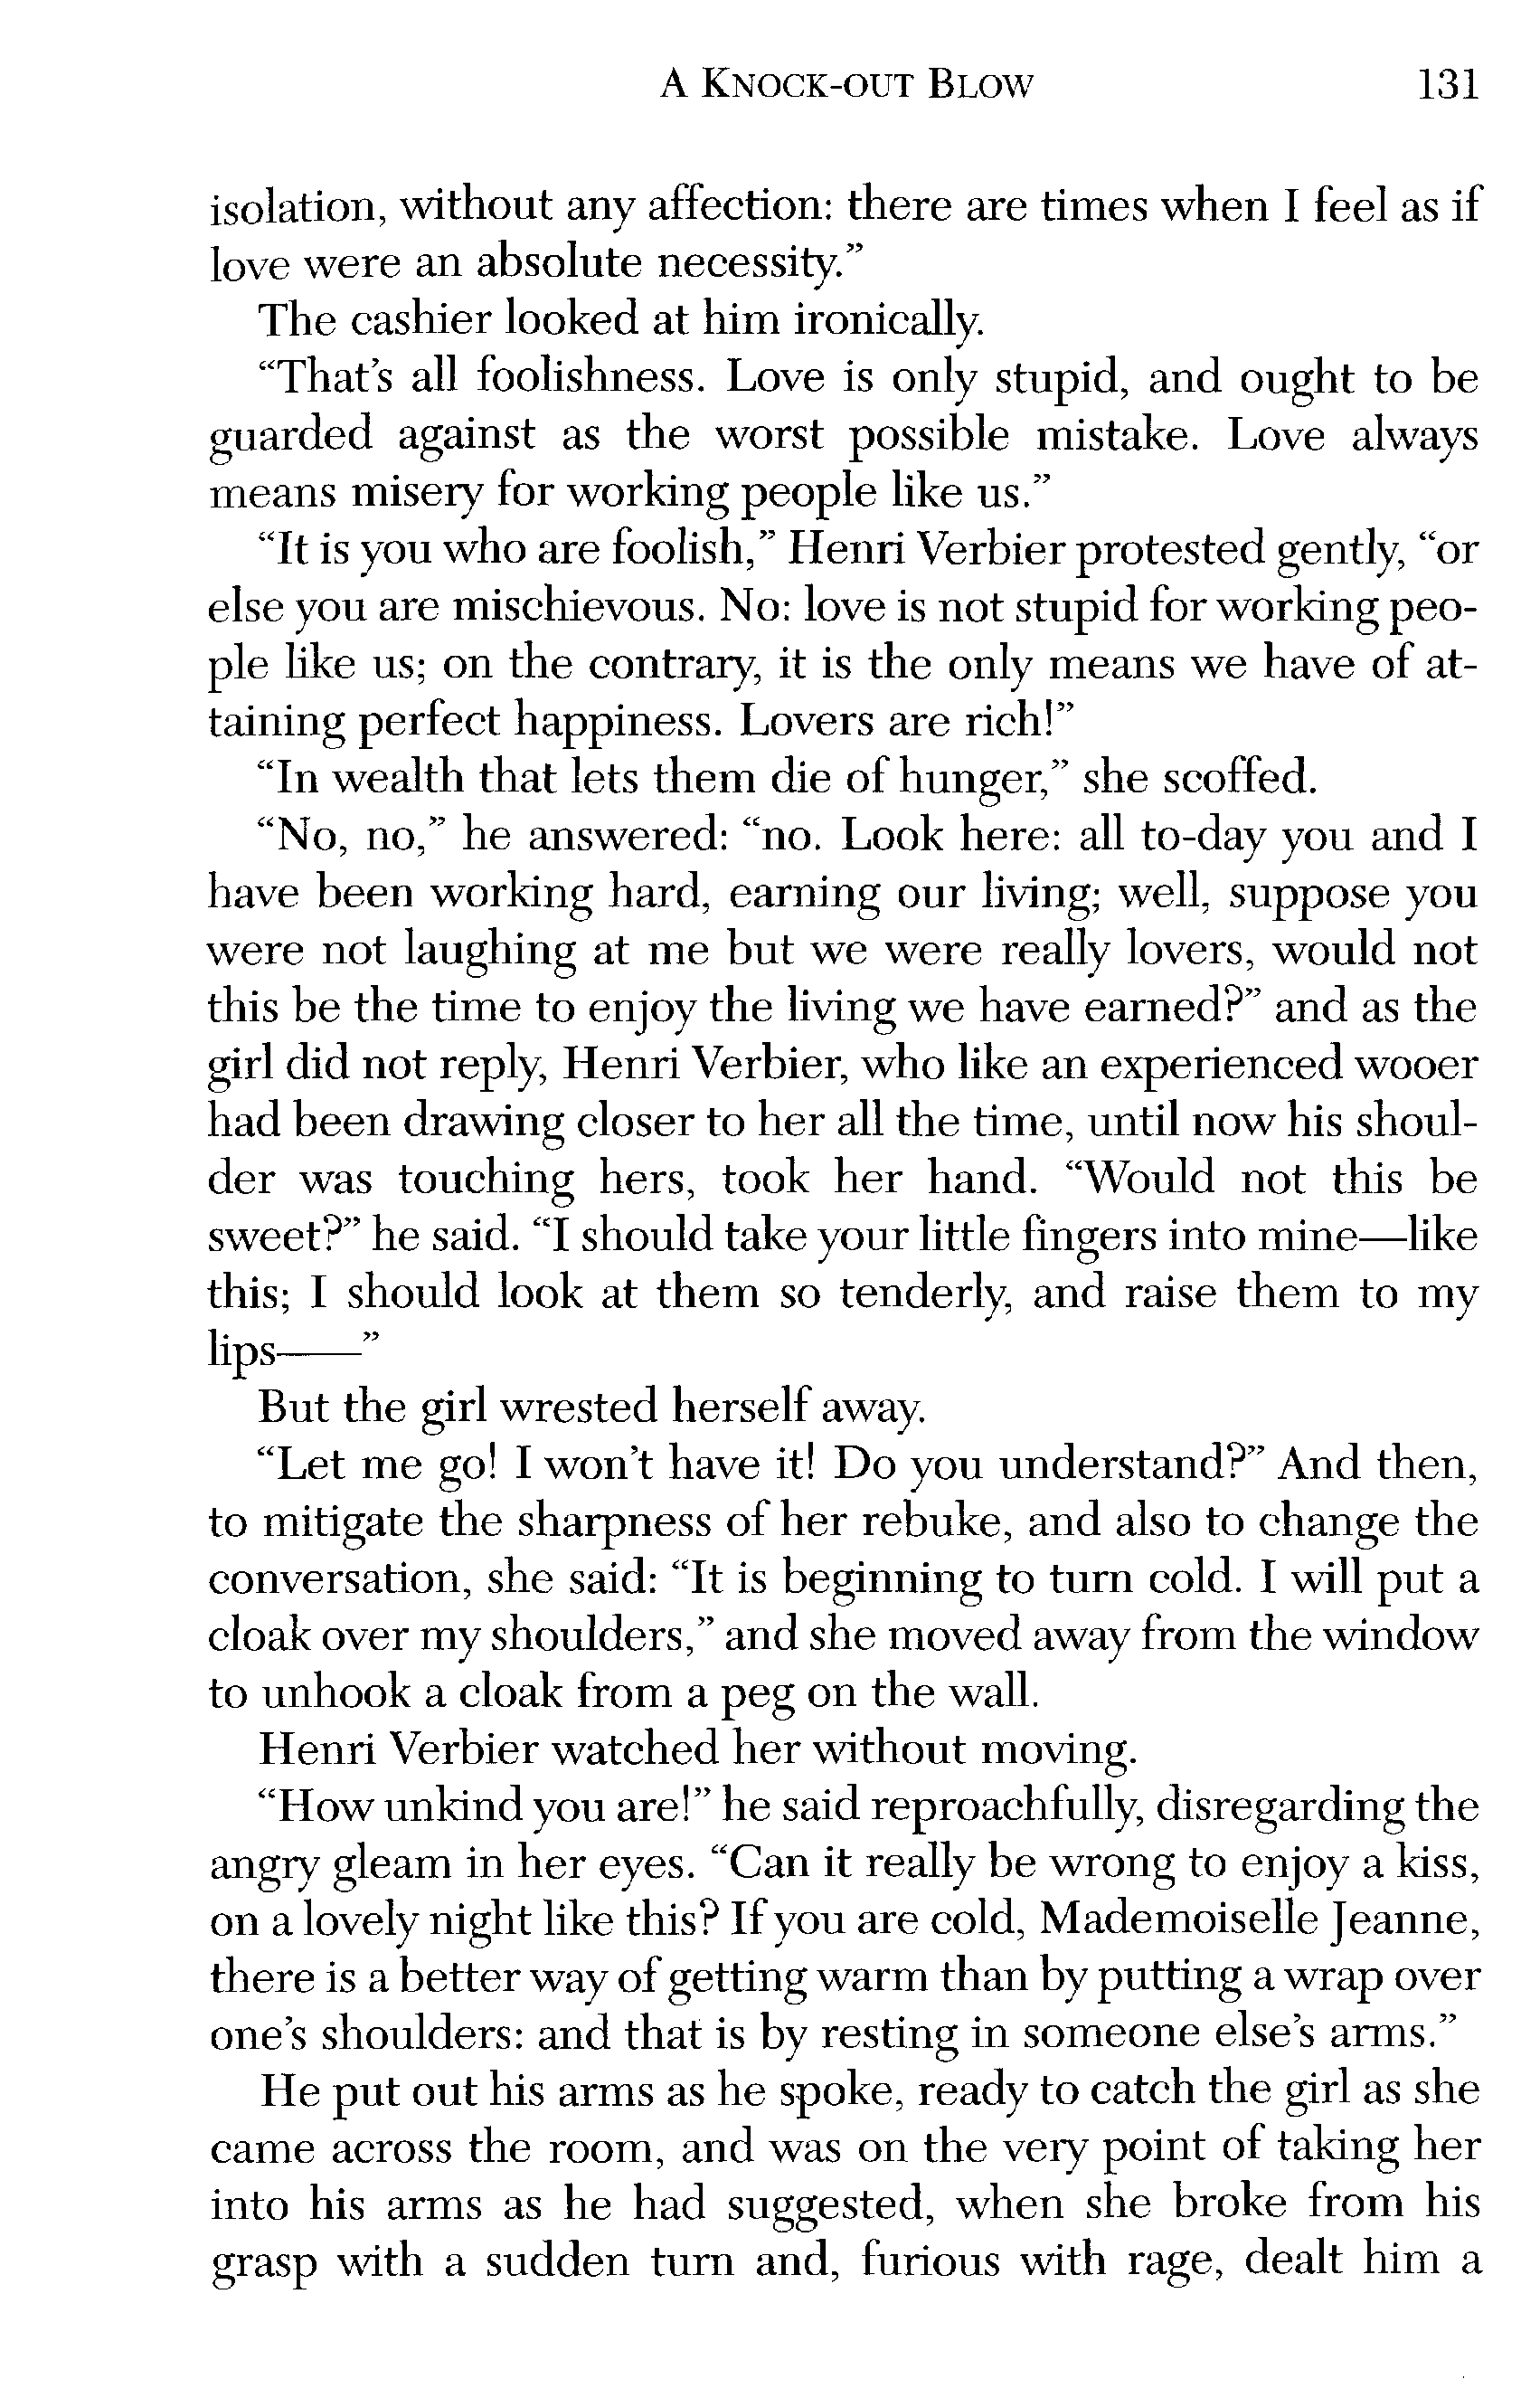 A KNOCK-OUT BLOW 131
isolation, without any affection: there are times when I feel as if
love were an absolute necessity.”
The cashier looked at him ironically.
“That’s all foolishness. Love is only stupid, and ought to be
guarded against as the worst possible mistake. Love always
means misery for working people like us.”
“It is you who are foolish,” Henri Verbier protested gently, “or
else you are mischievous. No: love is not stupid for working peo-
ple like us; on the contrary, it is the only means we have of at-
taining perfect happiness. Lovers are rich!”
“In wealth that lets them die of hunger,” she scoffed.
“No, no,” he answered: “no. Look here: all to-day you and I
have been working hard, earning our living; well, suppose you
were not laughing at me but we were really lovers, would not
this be the time to enjoy the living we have earned?” and as the
girl did not reply, Henri Verbier, who like an experienced wooer
had been drawing closer to her all the time, until now his shoul-
der was touching hers, took her hand. “Would not this be
sweet?” he said. “I should take your little fingers into mine—like
this; I should look at them so tenderly, and raise them to my
lips——”
But the girl wrested herself away.
“Let me go! I won’t have it! Do you understand?” And then,
to mitigate the sharpness of her rebuke, and also to change the
conversation, she said: “It is beginning to turn cold. I will put a
cloak over my shoulders,” and she moved away from the window
to unhook a cloak from a peg on the wall.
Henri Verbier watched her without moving.
“How unkind you are!” he said reproachfully, disregarding the
angry gleam in her eyes. “Can it really be wrong to enjoy a kiss,
on a lovely night like this? If you are cold, Mademoiselle Jeanne,
there is a better way of getting warm than by putting a wrap over
one’s shoulders: and that is by resting in someone else’s arms.”
He put out his arms as he spoke, ready to catch the girl as she
came across the room, and was on the very point of taking her
into his arms as he had suggested, when she broke from his
grasp with a sudden turn and, furious with rage, dealt him a